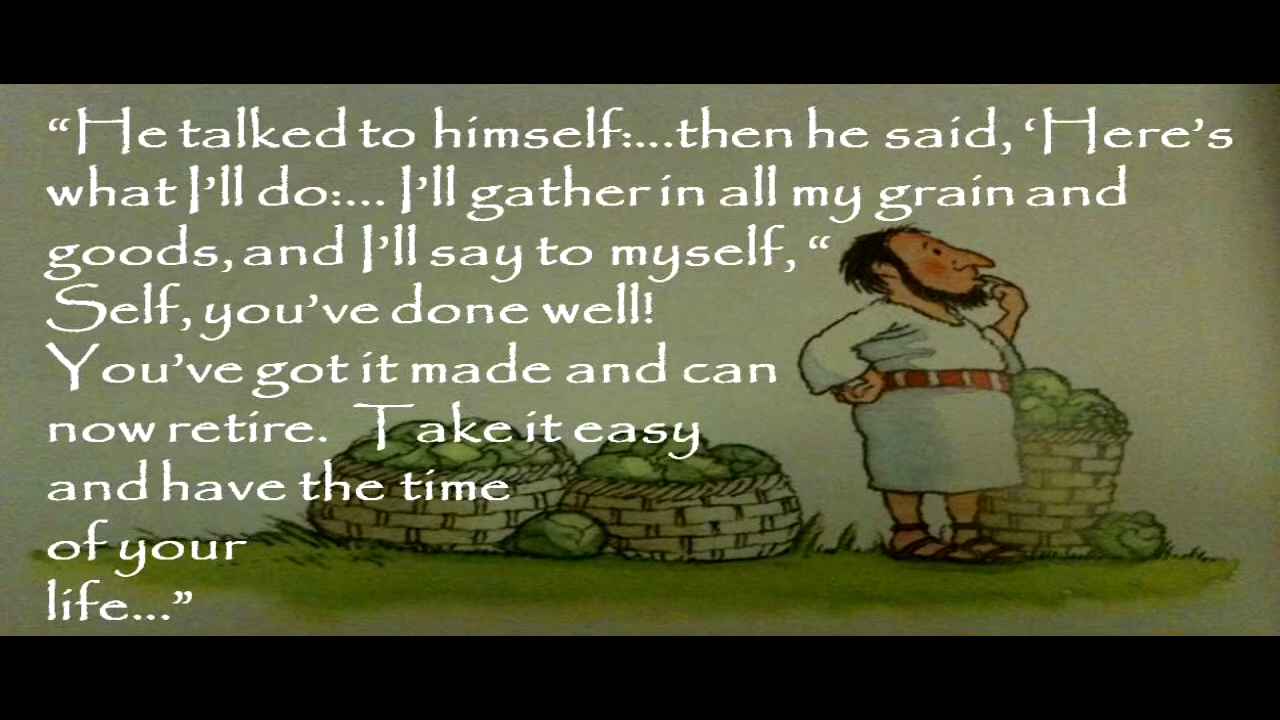 “He talked to himself:...then he said, ‘Here’s
what I’ll do:... I’ll gather in all my grain and
goods, and I’ll say to myself, “
Self, you’ve done well!
You’ve got it made and can
now retire. Take it easy
and have the time
of your
life...”